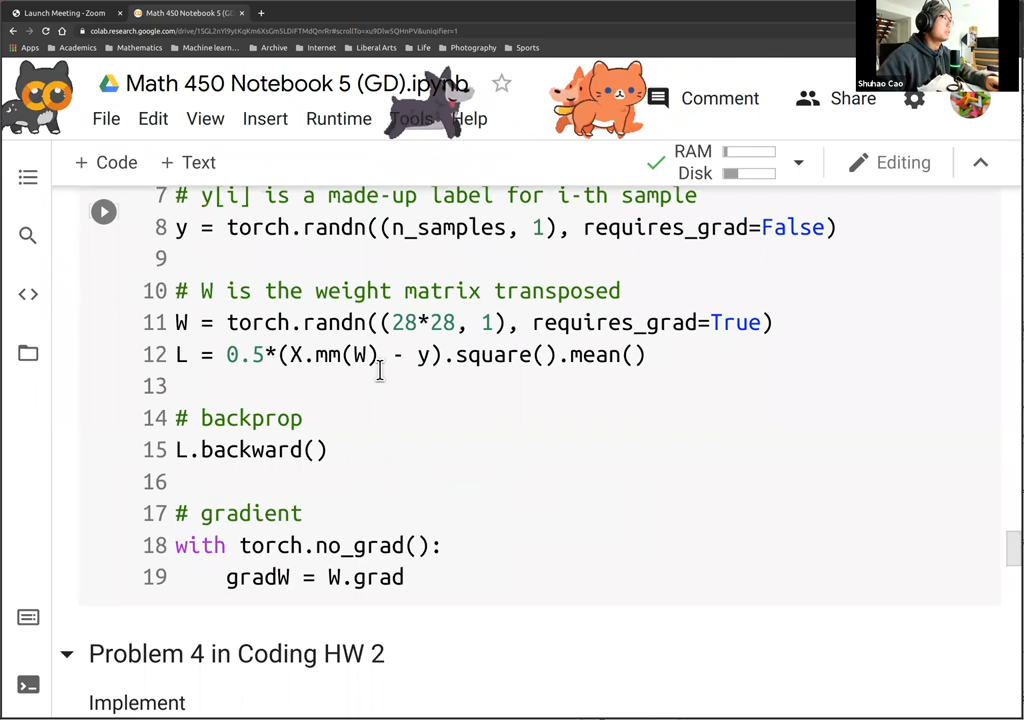 Launch Meeting - Zoom
Math 450 Notebook 5 (GD).i
Apps Academics Mathematics Machine learn... Archive Internet Liberal Arts Life Photography Sports
Shuhao Cao
Math 450 Notebook 5 (GD).ipynb
Comment
Share
File Edit View Insert Runtime Tools Help
+ Code + Text
RAM
Disk
Editing
7 # y[i] is a made-up label for i-th sample
8 y = torch.randn((n_samples, 1), requires_grad=False)
9
10 # W is the weight matrix transposed
11 W = torch.randn((28*28, 1), requires_grad=True)
12 L = 0.5*(X.mm(W) - y).square().mean()
13
14 # backprop
15 L.backward()
16
17 # gradient
18 with torch.no_grad():
19 gradW = W.grad
Problem 4 in Coding HW 2
Implement